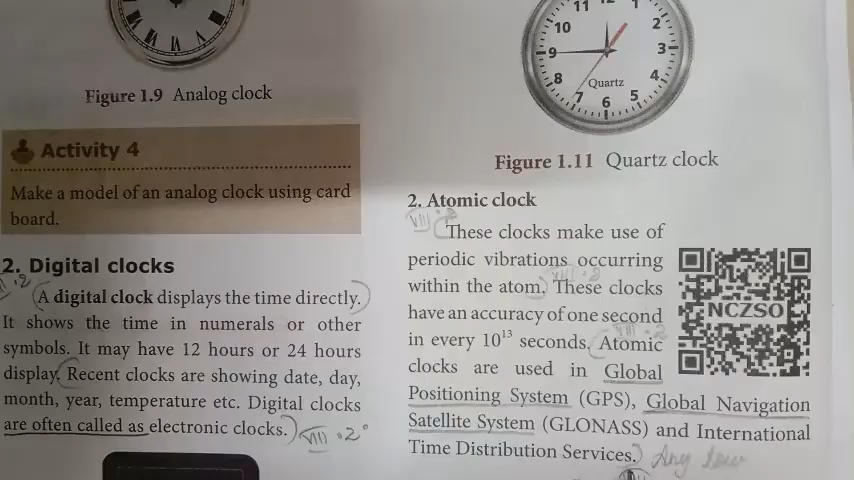 Figure 1.9 Analog clock
Activity 4
Make a model of an analog clock using card
board.
2. Digital clocks
A digital clock displays the time directly.
It shows the time in numerals or other
symbols. It may have 12 hours or 24 hours
display. Recent clocks are showing date, day,
month, year, temperature etc. Digital clocks
are often called as electronic clocks.
VIII .2°
11 12 1
10 2
9 3
8 4
Quartz
7 6 5
Figure 1.11 Quartz clock
2. Atomic clock
VIII
These clocks make use of
periodic vibrations occurring
within the atom. These clocks
have an accuracy of one second
in every 10¹³ seconds. Atomic
clocks are used in Global
Positioning System (GPS), Global Navigation
Satellite System (GLONASS) and International
Time Distribution Services.
Any
NCZSO